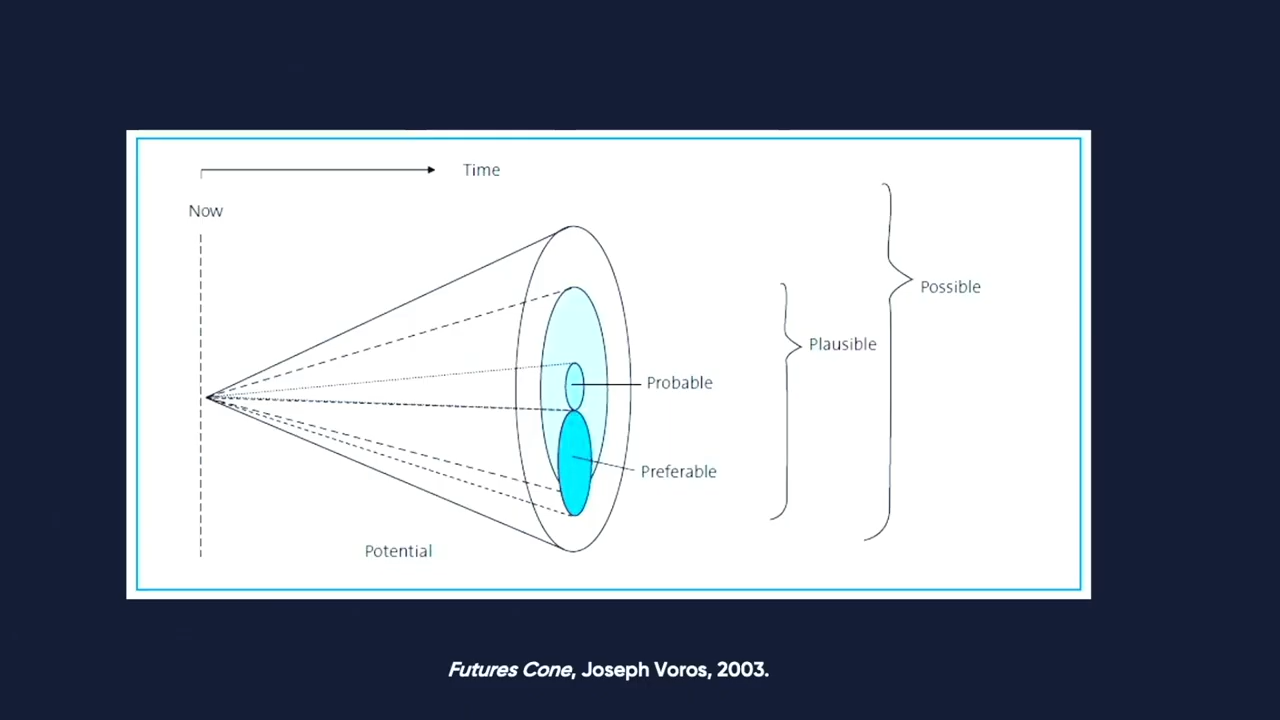 Time
Now
Possible
Plausible
Probable
Preferable
Potential
Futures Cone, Joseph Voros, 2003.